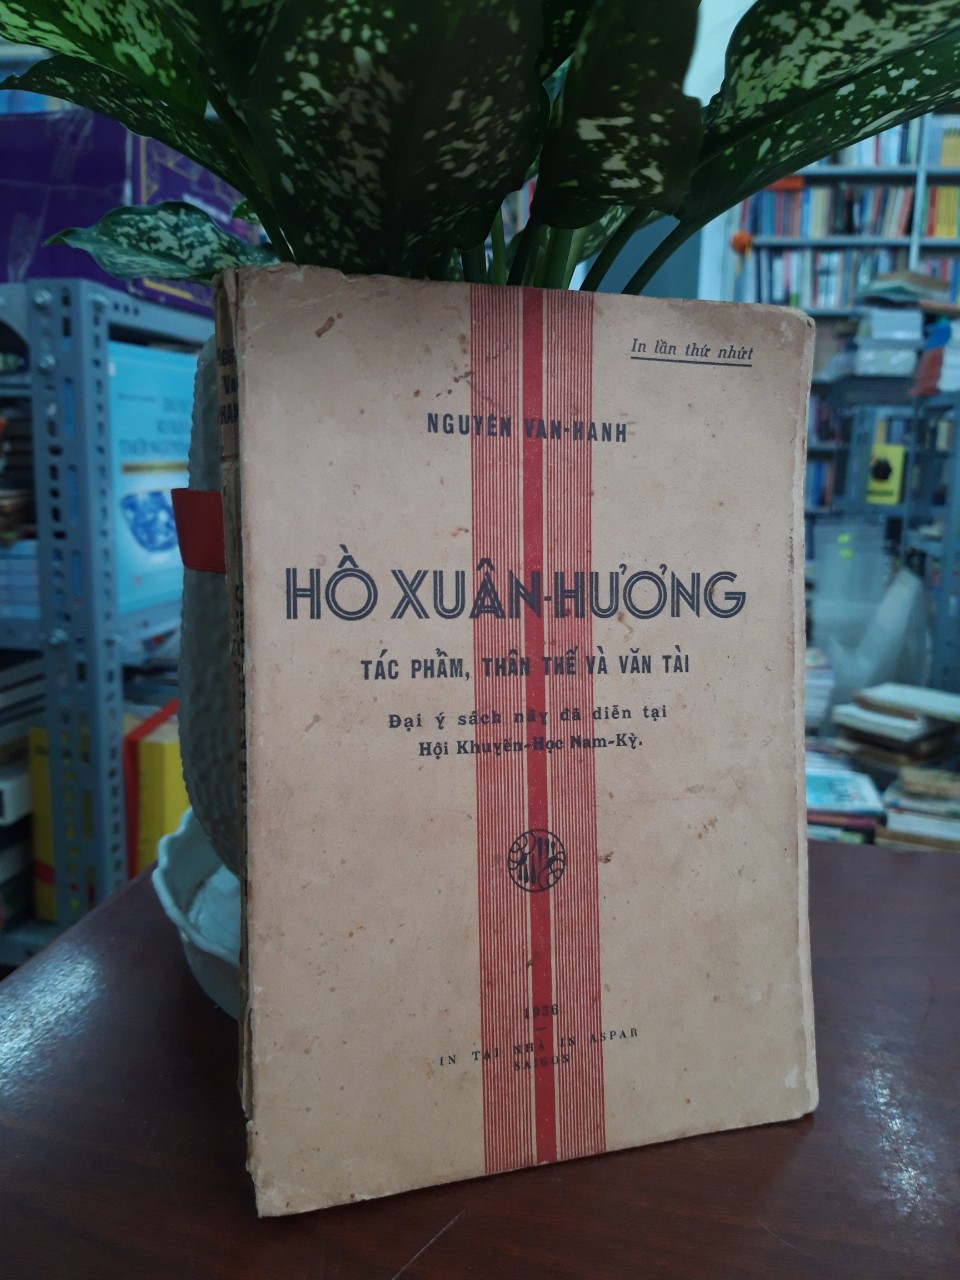 In lần thứ nhứt
NGUYỄN VĂN-HANH
HỒ XUÂN-HƯƠNG
TÁC PHẨM, THÂN THẾ VÀ VĂN TÀI
Đại ý sách này đã diễn tại
Hội Khuyến-Học Nam-Kỳ.
1936
IN TẠI NHÀ IN ASPAR
SAIGON